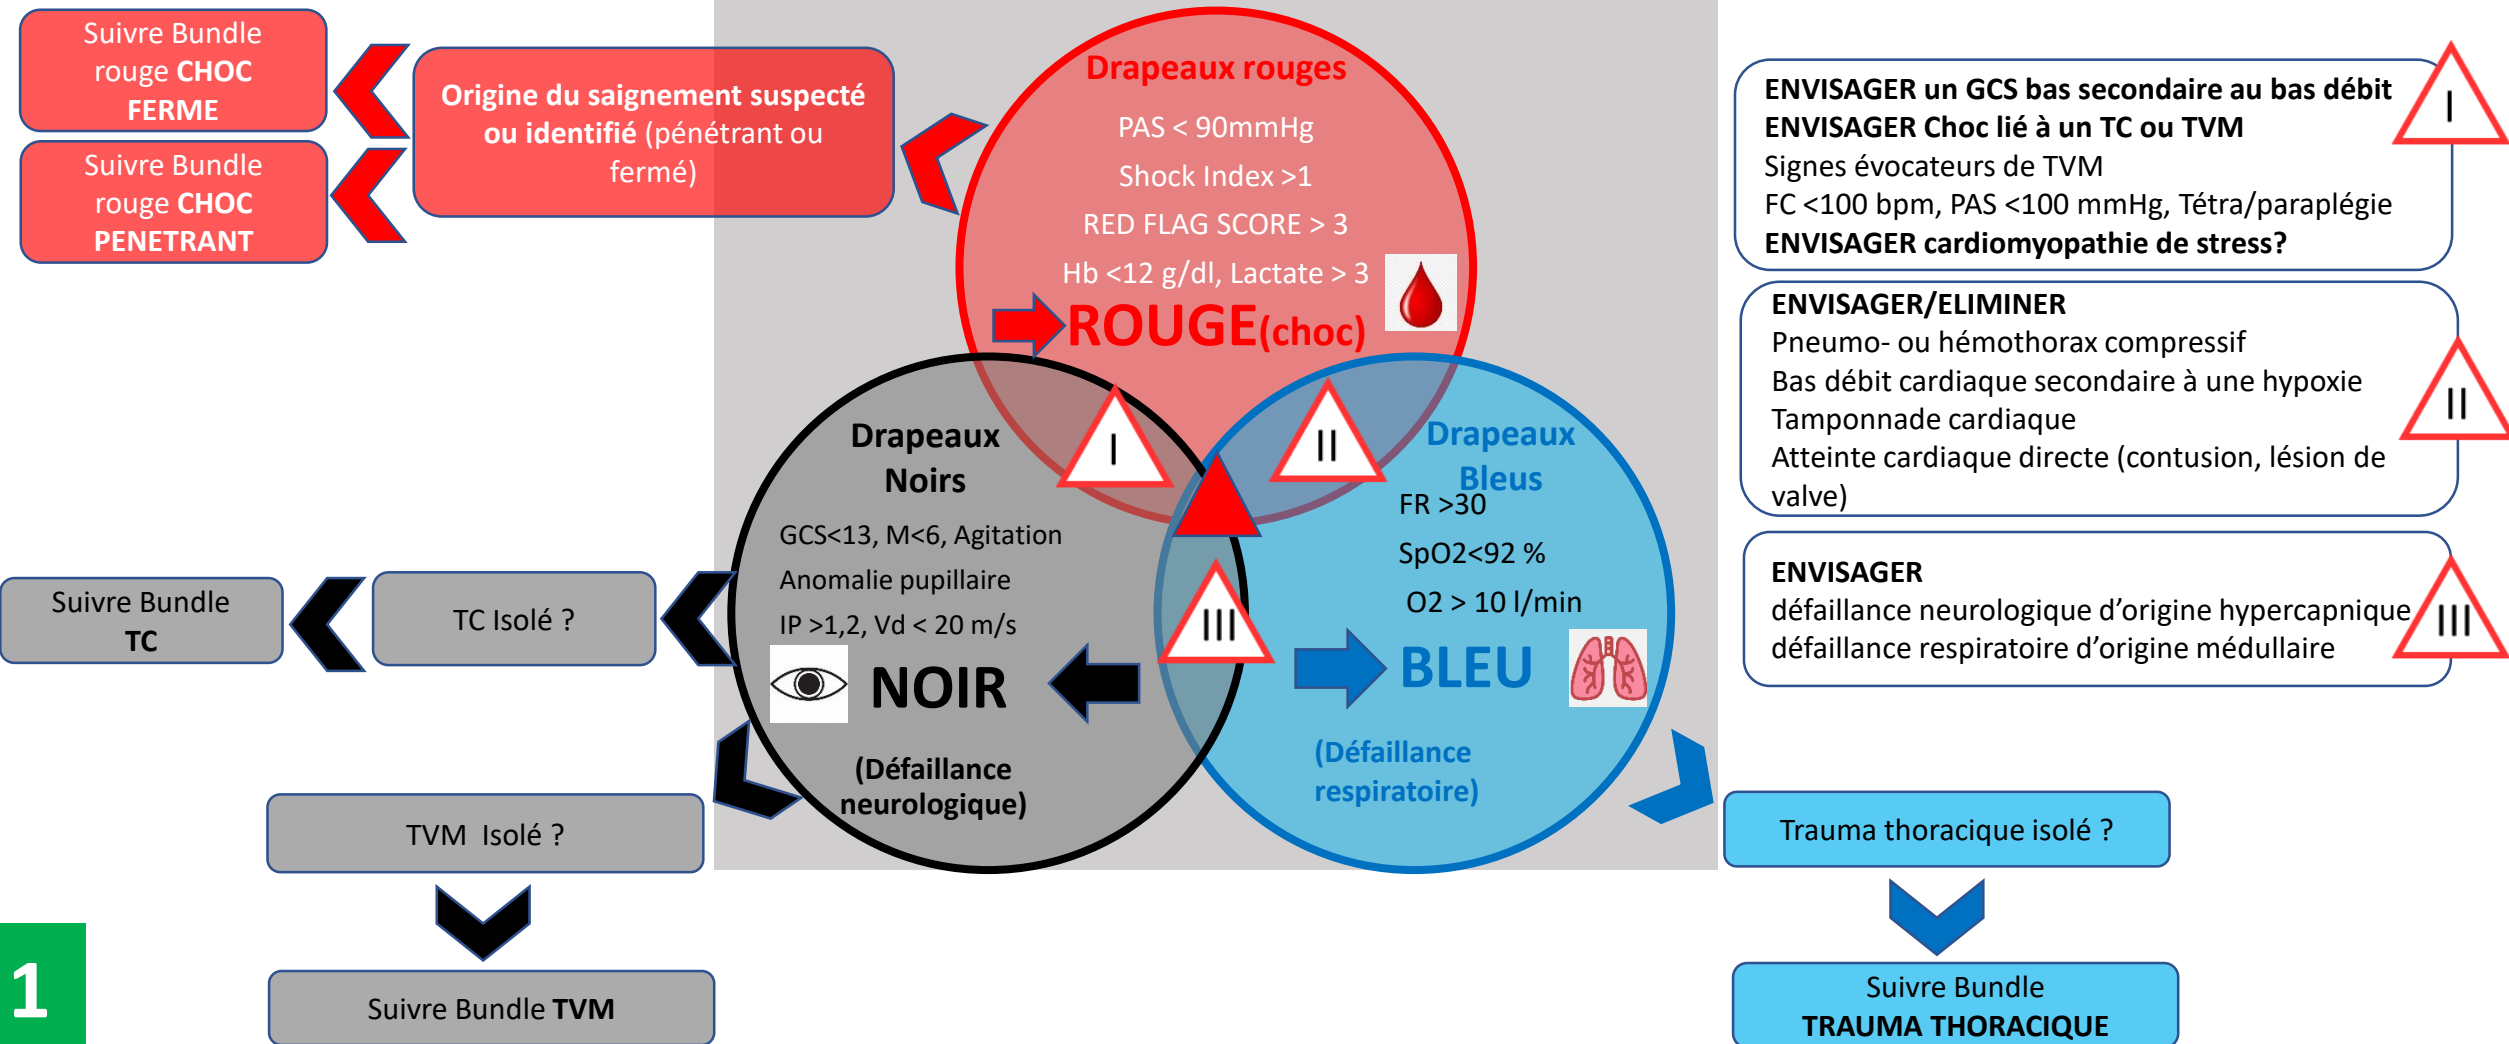 Suivre Bundle
rouge CHOC
FERME
Suivre Bundle
rouge CHOC
PENETRANT
Origine du saignement suspecté
ou identifié (pénétrant ou
fermé)
Drapeaux rouges
PAS < 90mmHg
Shock Index >1
RED FLAG SCORE > 3
Hb <12 g/dl, Lactate > 3
ROUGE(choc)
ENVISAGER un GCS bas secondaire au bas débit
ENVISAGER Choc lié à un TC ou TVM
Signes évocateurs de TVM
FC <100 bpm, PAS <100 mmHg, Tétra/paraplégie
ENVISAGER cardiomyopathie de stress?
I
ENVISAGER/ELIMINER
Pneumo- ou hémothorax compressif
Bas débit cardiaque secondaire à une hypoxie
Tamponnade cardiaque
Atteinte cardiaque directe (contusion, lésion de
valve)
II
ENVISAGER
défaillance neurologique d’origine hypercapnique
défaillance respiratoire d’origine médullaire
III
I
II
III
Drapeaux
Noirs
GCS<13, M<6, Agitation
Anomalie pupillaire
IP >1,2, Vd < 20 m/s
NOIR
(Défaillance
neurologique)
Drapeaux
Bleus
FR >30
SpO2<92 %
O2 > 10 l/min
BLEU
(Défaillance
respiratoire)
TC Isolé ?
Suivre Bundle
TC
TVM Isolé ?
Suivre Bundle TVM
Trauma thoracique isolé ?
Suivre Bundle
TRAUMA THORACIQUE
1